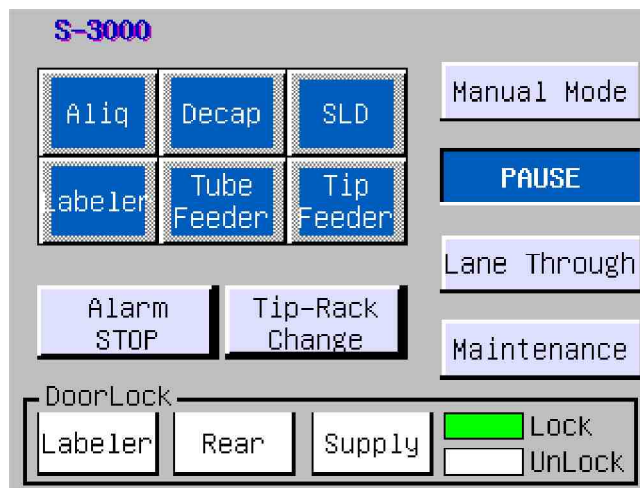 S-3000
Aliq Decap SLD
Labeler Tube Feeder Tip Feeder
Manual Mode
PAUSE
Lane Through
Alarm STOP Tip-Rack Change
Maintenance
DoorLock
Labeler Rear Supply
Lock
UnLock